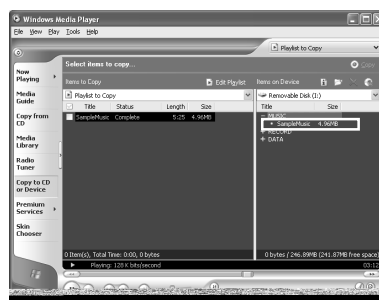 Windows Media Player
File View Play Tools Help
Playlist to Copy
Select items to copy... Copy
Now Playing
Items to Copy Edit Playlist Items on Device
Playlist to Copy Removable Disk (I:)
Media Guide
Title Status Length Size Title Size
SampleMusic Complete 5:25 4.96MB
MUSIC
SampleMusic 4.96MB
RECORD
DATA
Copy from CD
Media Library
Radio Tuner
Copy to CD or Device
Premium Services
Skin Chooser
0 Item(s), Total Time: 0:00, 0 bytes 0 bytes / 246.89MB (241.87MB free space)
Playing: 128 K bits/second 03:12